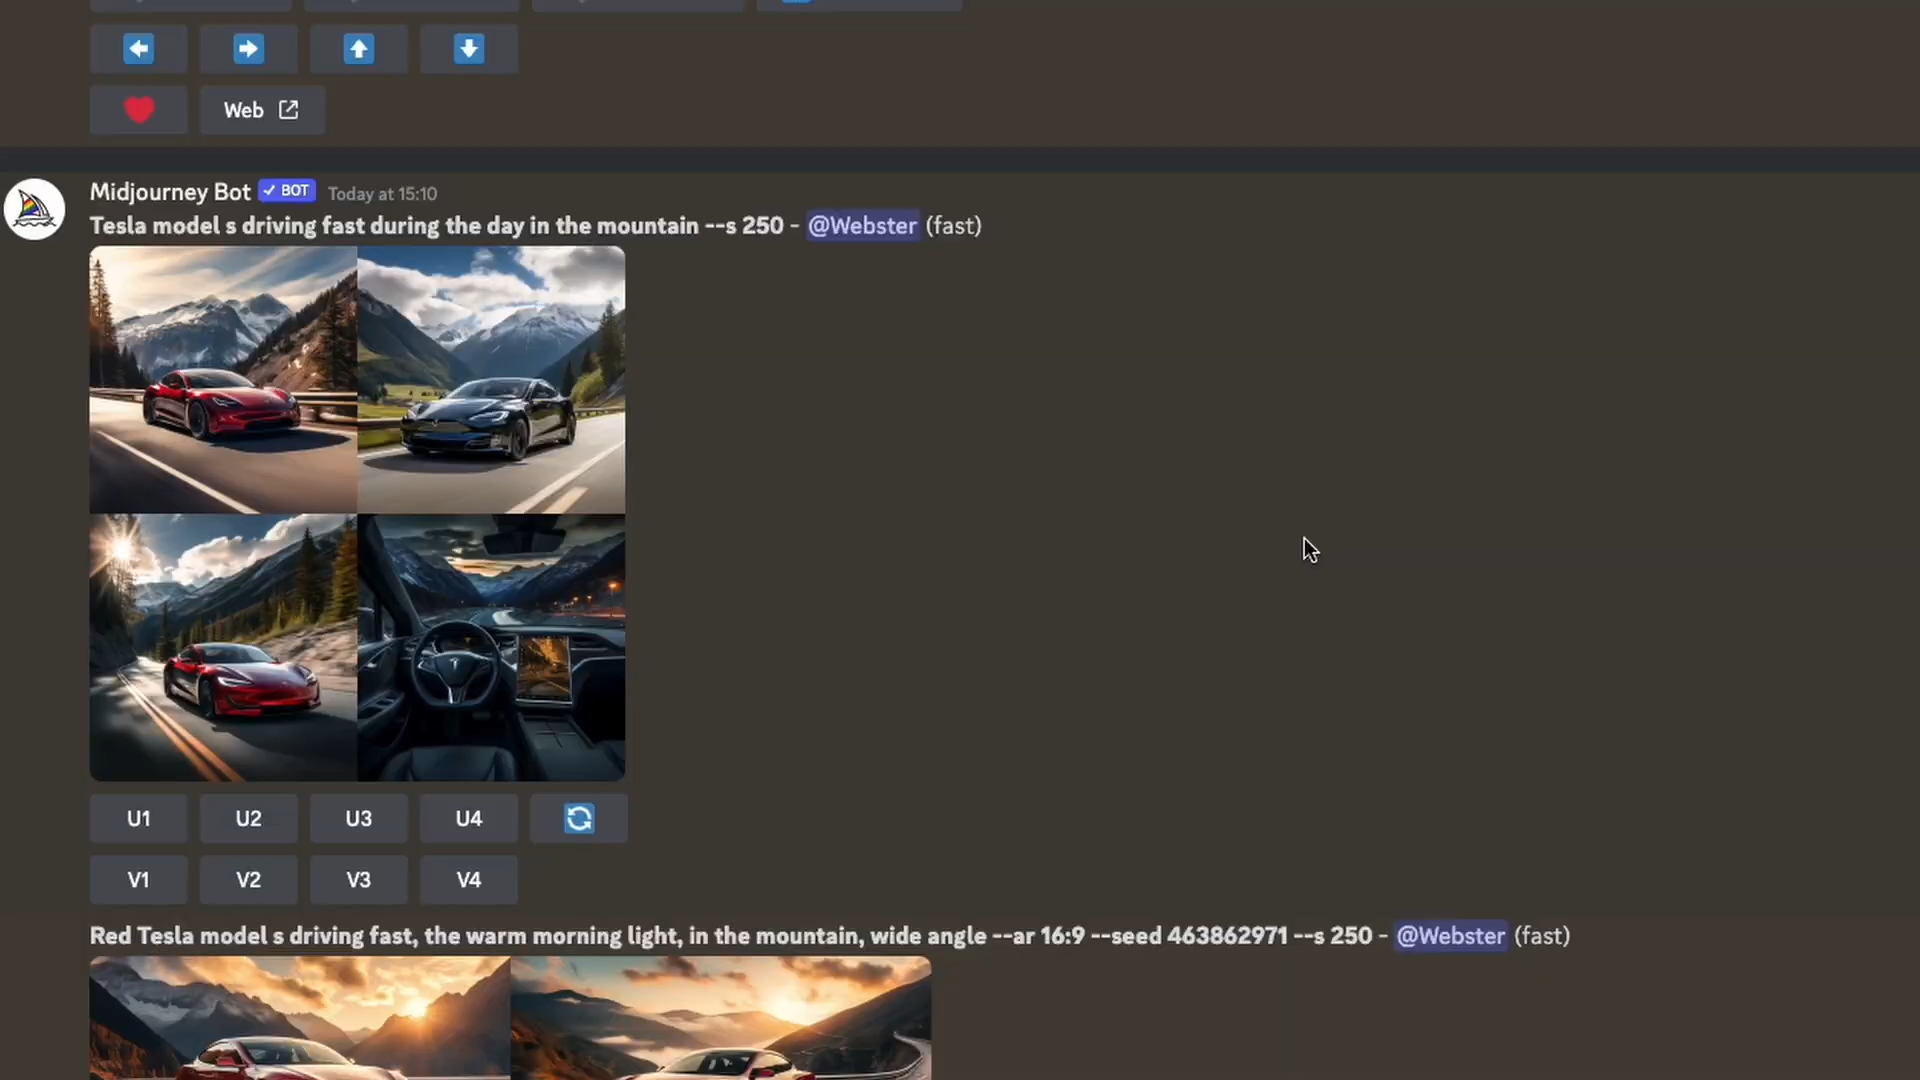 Web
Midjourney Bot ✓ BOT Today at 15:10
Tesla model s driving fast during the day in the mountain --s 250 - @Webster (fast)
U1 U2 U3 U4
V1 V2 V3 V4
Red Tesla model s driving fast, the warm morning light, in the mountain, wide angle --ar 16:9 --seed 463862971 --s 250 - @Webster (fast)